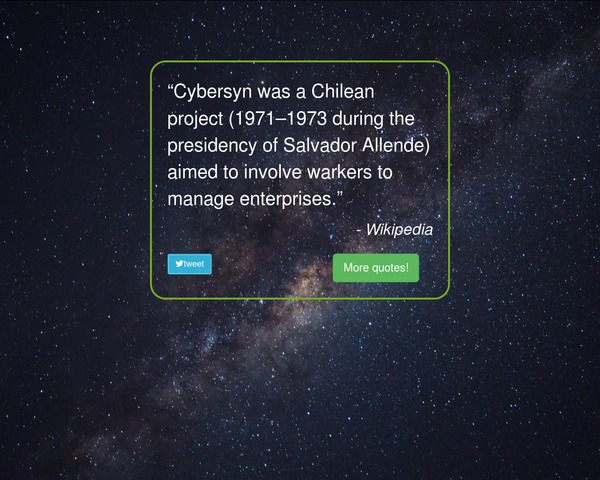 “Cybersyn was a Chilean
project (1971–1973 during the
presidency of Salvador Allende)
aimed to involve workers to
manage enterprises.”
- Wikipedia
tweet
More quotes!